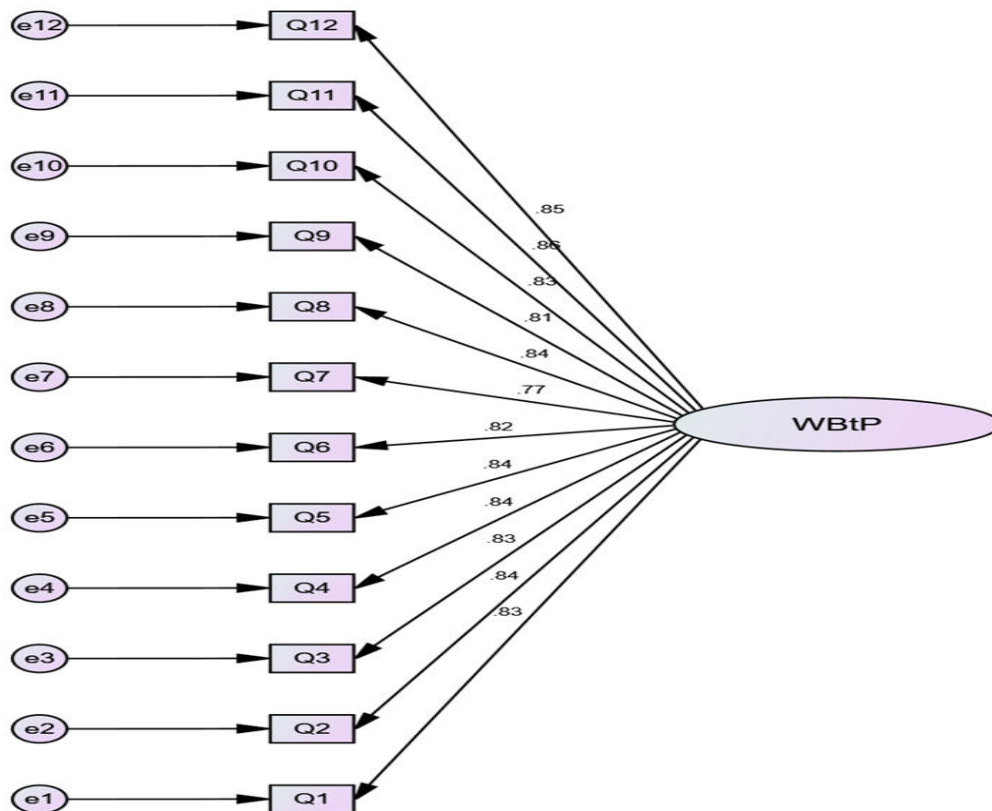 e12 Q12
e11 Q11
e10 Q10
.85
e9 Q9
.86
.83
e8 Q8
.81
.84
e7 Q7
.77
WBtP
e6 Q6
.82
.84
e5 Q5
.84
.83
e4 Q4
.84
.83
e3 Q3
e2 Q2
e1 Q1